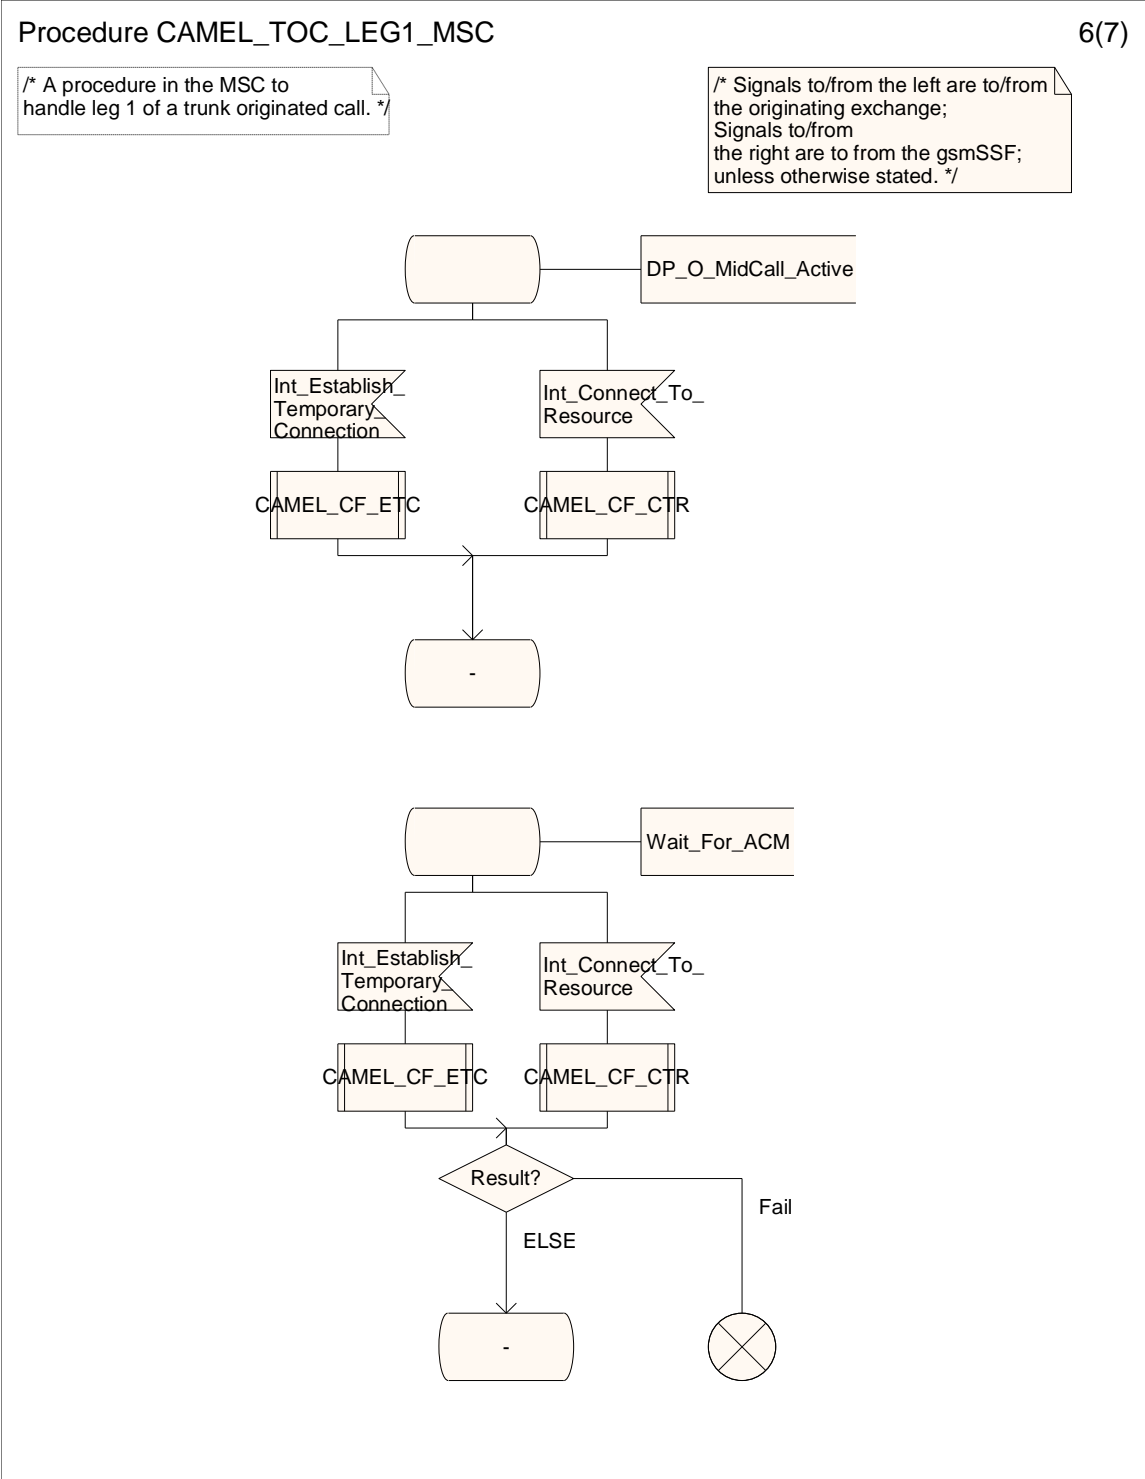 Procedure CAMEL_TOC_LEG1_MSC
6(7)
/* A procedure in the MSC to
handle leg 1 of a trunk originated call. */
/* Signals to/from the left are to/from
the originating exchange;
Signals to/from
the right are to from the gsmSSF;
unless otherwise stated. */
DP_O_MidCall_Active
Int_Establish_
Temporary_
Connection
Int_Connect_To_
Resource
CAMEL_CF_ETC
CAMEL_CF_CTR
-
Wait_For_ACM
Int_Establish_
Temporary_
Connection
Int_Connect_To_
Resource
CAMEL_CF_ETC
CAMEL_CF_CTR
Result?
Fail
ELSE
-